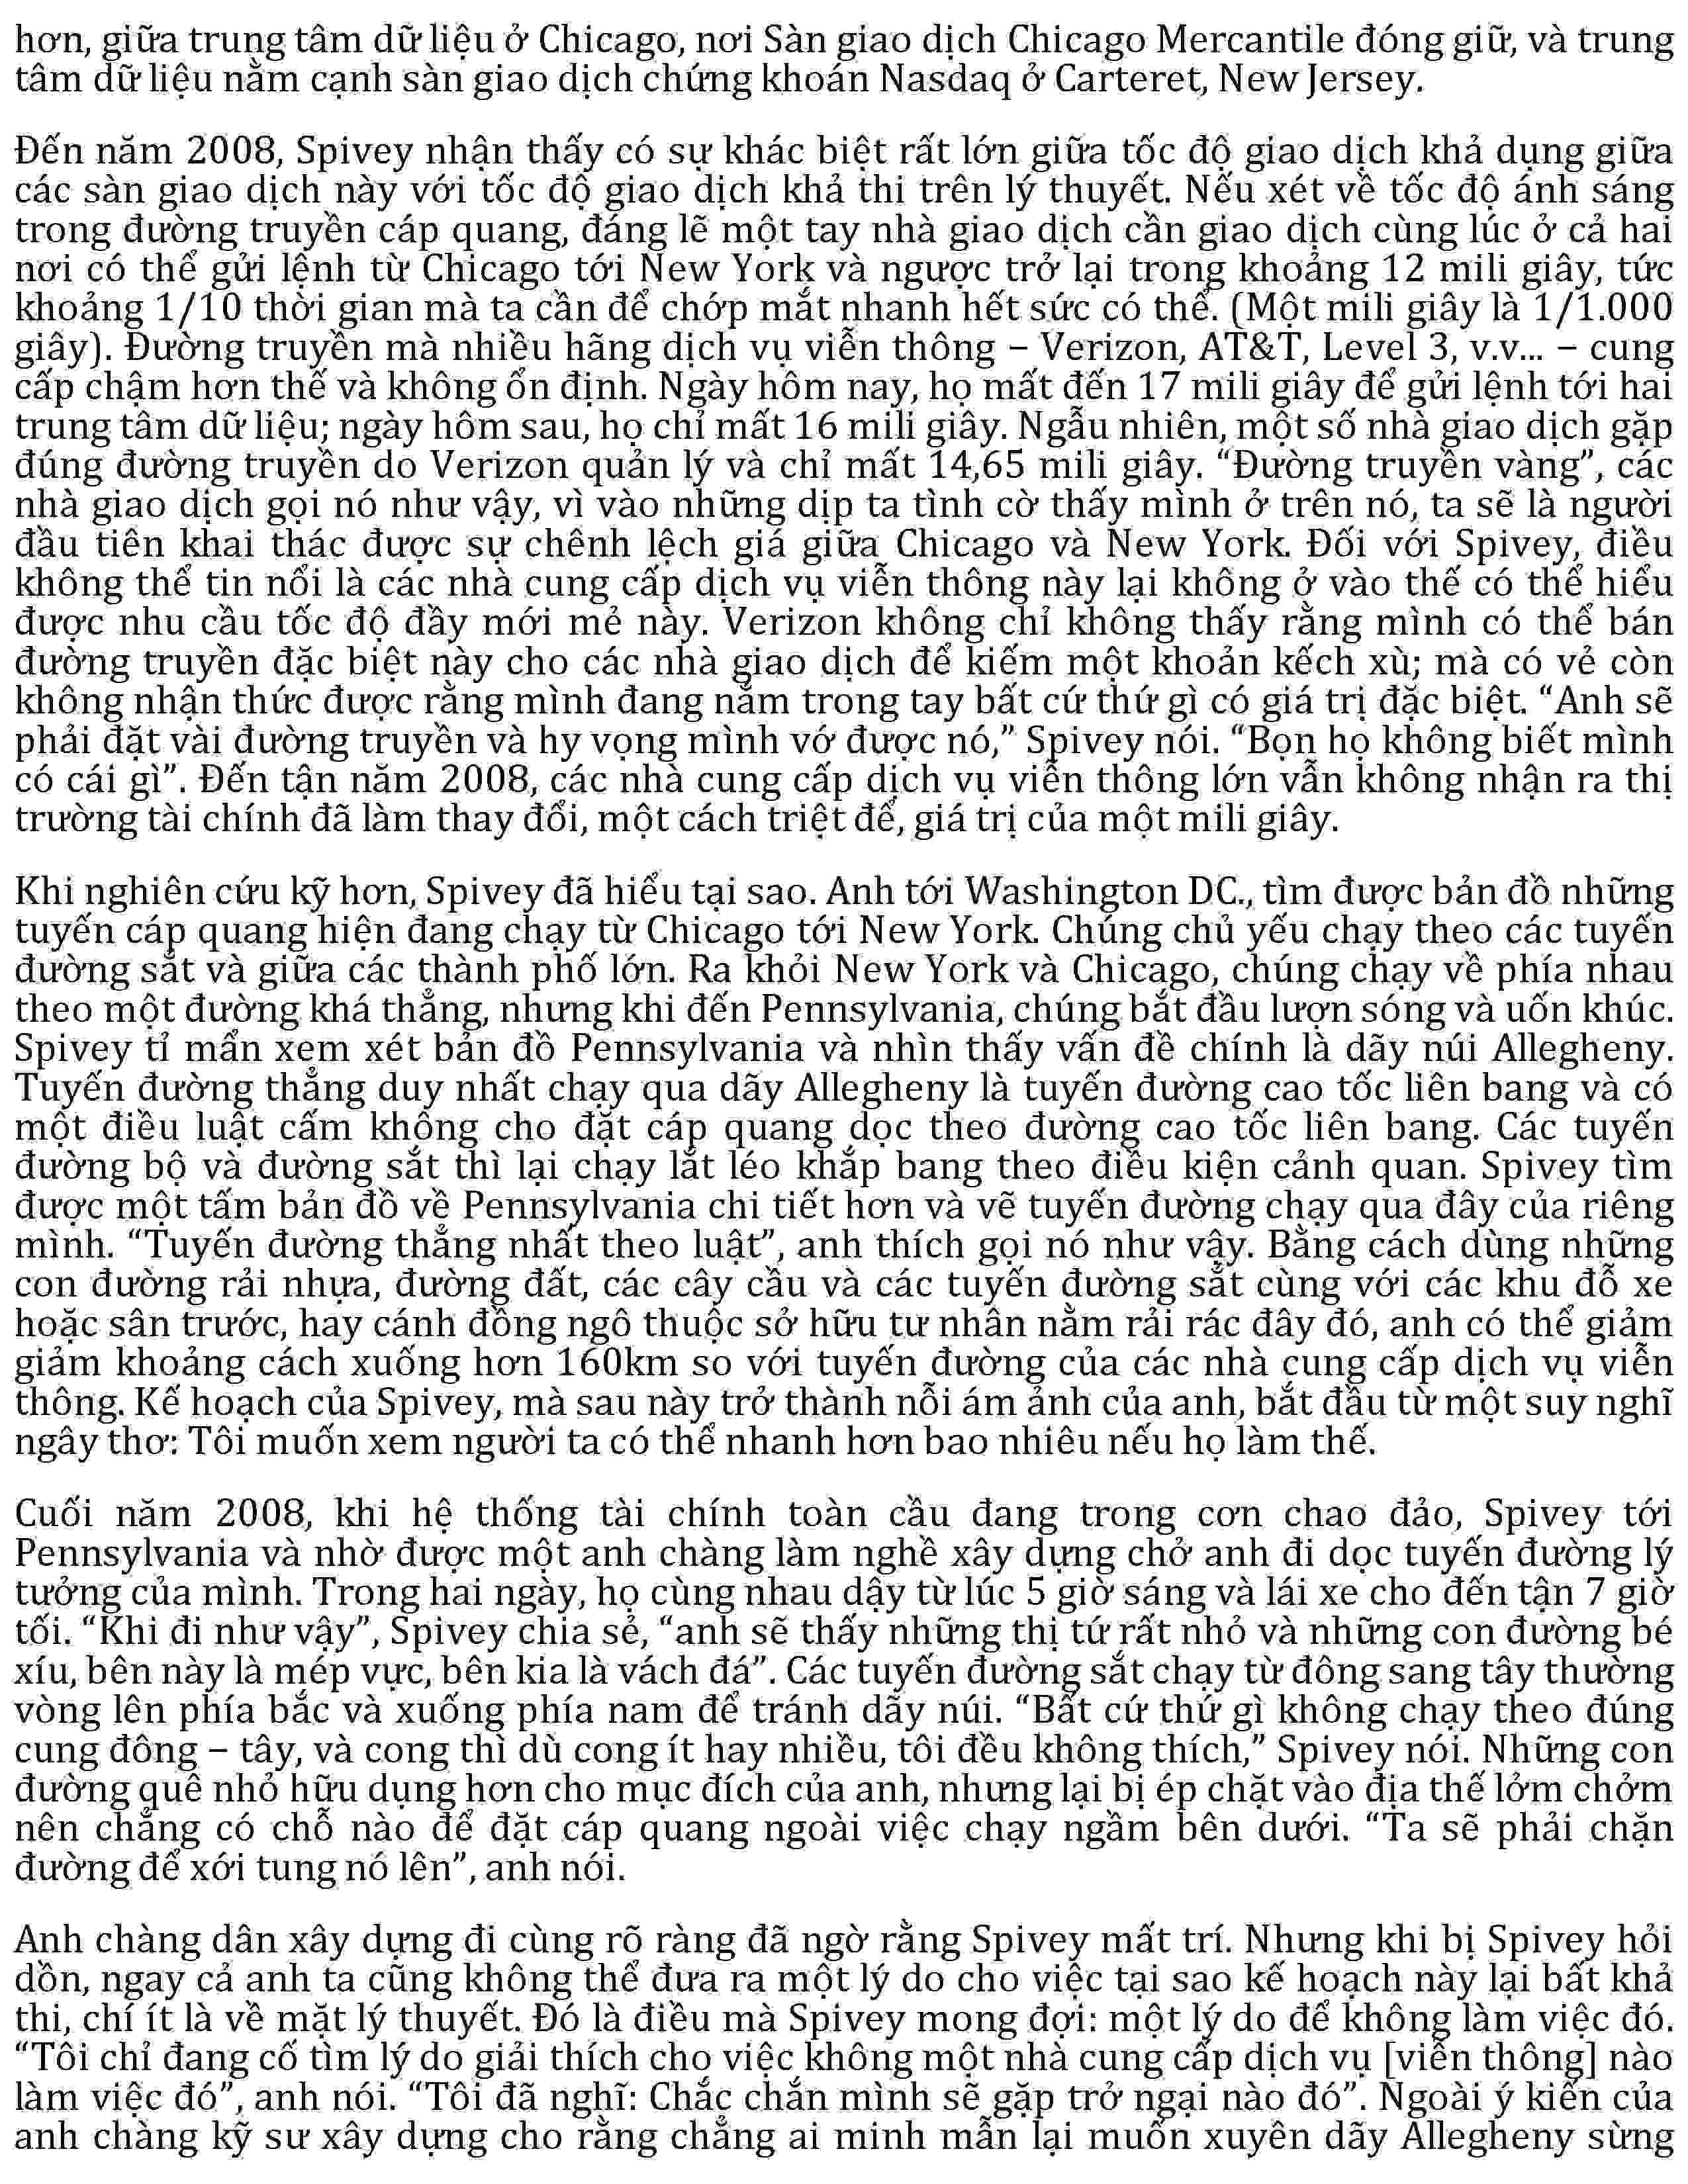 hơn, giữa trung tâm dữ liệu ở Chicago, nơi Sàn giao dịch Chicago Mercantile đóng giữ, và trung
tâm dữ liệu nằm cạnh sàn giao dịch chứng khoán Nasdaq ở Carteret, New Jersey.
Đến năm 2008, Spivey nhận thấy có sự khác biệt rất lớn giữa tốc độ giao dịch khả dụng giữa
các sàn giao dịch này với tốc độ giao dịch khả thi trên lý thuyết. Nếu xét về tốc độ ánh sáng
trong đường truyền cáp quang, đáng lẽ một tay nhà giao dịch cần giao dịch cùng lúc ở cả hai
nơi có thể gửi lệnh từ Chicago tới New York và ngược trở lại trong khoảng 12 mili giây, tức
khoảng 1/10 thời gian mà ta cần để chớp mắt nhanh hết sức có thể. (Một mili giây là 1/1.000
giây). Đường truyền mà nhiều hãng dịch vụ viễn thông – Verizon, AT&T, Level 3, v.v... – cung
cấp chậm hơn thế và không ổn định. Ngày hôm nay, họ mất đến 17 mili giây để gửi lệnh tới hai
trung tâm dữ liệu; ngày hôm sau, họ chỉ mất 16 mili giây. Ngẫu nhiên, một số nhà giao dịch gặp
đúng đường truyền do Verizon quản lý và chỉ mất 14,65 mili giây. “Đường truyền vàng”, các
nhà giao dịch gọi nó như vậy, vì vào những dịp ta tình cờ thấy mình ở trên nó, ta sẽ là người
đầu tiên khai thác được sự chênh lệch giá giữa Chicago và New York. Đối với Spivey, điều
không thể tin nổi là các nhà cung cấp dịch vụ viễn thông này lại không ở vào thế có thể hiểu
được nhu cầu tốc độ đầy mới mẻ này. Verizon không chỉ không thấy rằng mình có thể bán
đường truyền đặc biệt này cho các nhà giao dịch để kiếm một khoản kếch xù; mà có vẻ còn
không nhận thức được rằng mình đang nắm trong tay bất cứ thứ gì có giá trị đặc biệt. “Anh sẽ
phải đặt vài đường truyền và hy vọng mình vớ được nó,” Spivey nói. “Bọn họ không biết mình
có cái gì”. Đến tận năm 2008, các nhà cung cấp dịch vụ viễn thông lớn vẫn không nhận ra thị
trường tài chính đã làm thay đổi, một cách triệt để, giá trị của một mili giây.
Khi nghiên cứu kỹ hơn, Spivey đã hiểu tại sao. Anh tới Washington DC., tìm được bản đồ những
tuyến cáp quang hiện đang chạy từ Chicago tới New York. Chúng chủ yếu chạy theo các tuyến
đường sắt và giữa các thành phố lớn. Ra khỏi New York và Chicago, chúng chạy về phía nhau
theo một đường khá thẳng, nhưng khi đến Pennsylvania, chúng bắt đầu lượn sóng và uốn khúc.
Spivey tỉ mẩn xem xét bản đồ Pennsylvania và nhìn thấy vấn đề chính là dãy núi Allegheny.
Tuyến đường thẳng duy nhất chạy qua dãy Allegheny là tuyến đường cao tốc liên bang và có
một điều luật cấm không cho đặt cáp quang dọc theo đường cao tốc liên bang. Các tuyến
đường bộ và đường sắt thì lại chạy lắt léo khắp bang theo điều kiện cảnh quan. Spivey tìm
được một tấm bản đồ về Pennsylvania chi tiết hơn và vẽ tuyến đường chạy qua đây của riêng
mình. “Tuyến đường thẳng nhất theo luật”, anh thích gọi nó như vậy. Bằng cách dùng những
con đường rải nhựa, đường đất, các cây cầu và các tuyến đường sắt cùng với các khu đỗ xe
hoặc sân trước, hay cánh đồng ngô thuộc sở hữu tư nhân nằm rải rác đây đó, anh có thể giảm
giảm khoảng cách xuống hơn 160km so với tuyến đường của các nhà cung cấp dịch vụ viễn
thông. Kế hoạch của Spivey, mà sau này trở thành nỗi ám ảnh của anh, bắt đầu từ một suy nghĩ
ngây thơ: Tôi muốn xem người ta có thể nhanh hơn bao nhiêu nếu họ làm thế.
Cuối năm 2008, khi hệ thống tài chính toàn cầu đang trong cơn chao đảo, Spivey tới
Pennsylvania và nhờ được một anh chàng làm nghề xây dựng chở anh đi dọc tuyến đường lý
tưởng của mình. Trong hai ngày, họ cùng nhau dậy từ lúc 5 giờ sáng và lái xe cho đến tận 7 giờ
tối. “Khi đi như vậy”, Spivey chia sẻ, “anh sẽ thấy những thị tứ rất nhỏ và những con đường bé
xíu, bên này là mép vực, bên kia là vách đá”. Các tuyến đường sắt chạy từ đông sang tây thường
vòng lên phía bắc và xuống phía nam để tránh dãy núi. “Bất cứ thứ gì không chạy theo đúng
cung đông – tây, và cong thì dù cong ít hay nhiều, tôi đều không thích,” Spivey nói. Những con
đường quê nhỏ hữu dụng hơn cho mục đích của anh, nhưng lại bị ép chặt vào địa thế lởm chởm
nên chẳng có chỗ nào để đặt cáp quang ngoài việc chạy ngầm bên dưới. “Ta sẽ phải chặn
đường để xới tung nó lên”, anh nói.
Anh chàng dân xây dựng đi cùng rõ ràng đã ngờ rằng Spivey mất trí. Nhưng khi bị Spivey hỏi
dồn, ngay cả anh ta cũng không thể đưa ra một lý do cho việc tại sao kế hoạch này lại bất khả
thi, chí ít là về mặt lý thuyết. Đó là điều mà Spivey mong đợi: một lý do để không làm việc đó.
“Tôi chỉ đang cố tìm lý do giải thích cho việc không một nhà cung cấp dịch vụ [viễn thông] nào
làm việc đó”, anh nói. “Tôi đã nghĩ: Chắc chắn mình sẽ gặp trở ngại nào đó”. Ngoài ý kiến của
anh chàng kỹ sư xây dựng cho rằng chẳng ai minh mẫn lại muốn xuyên dãy Allegheny sừng